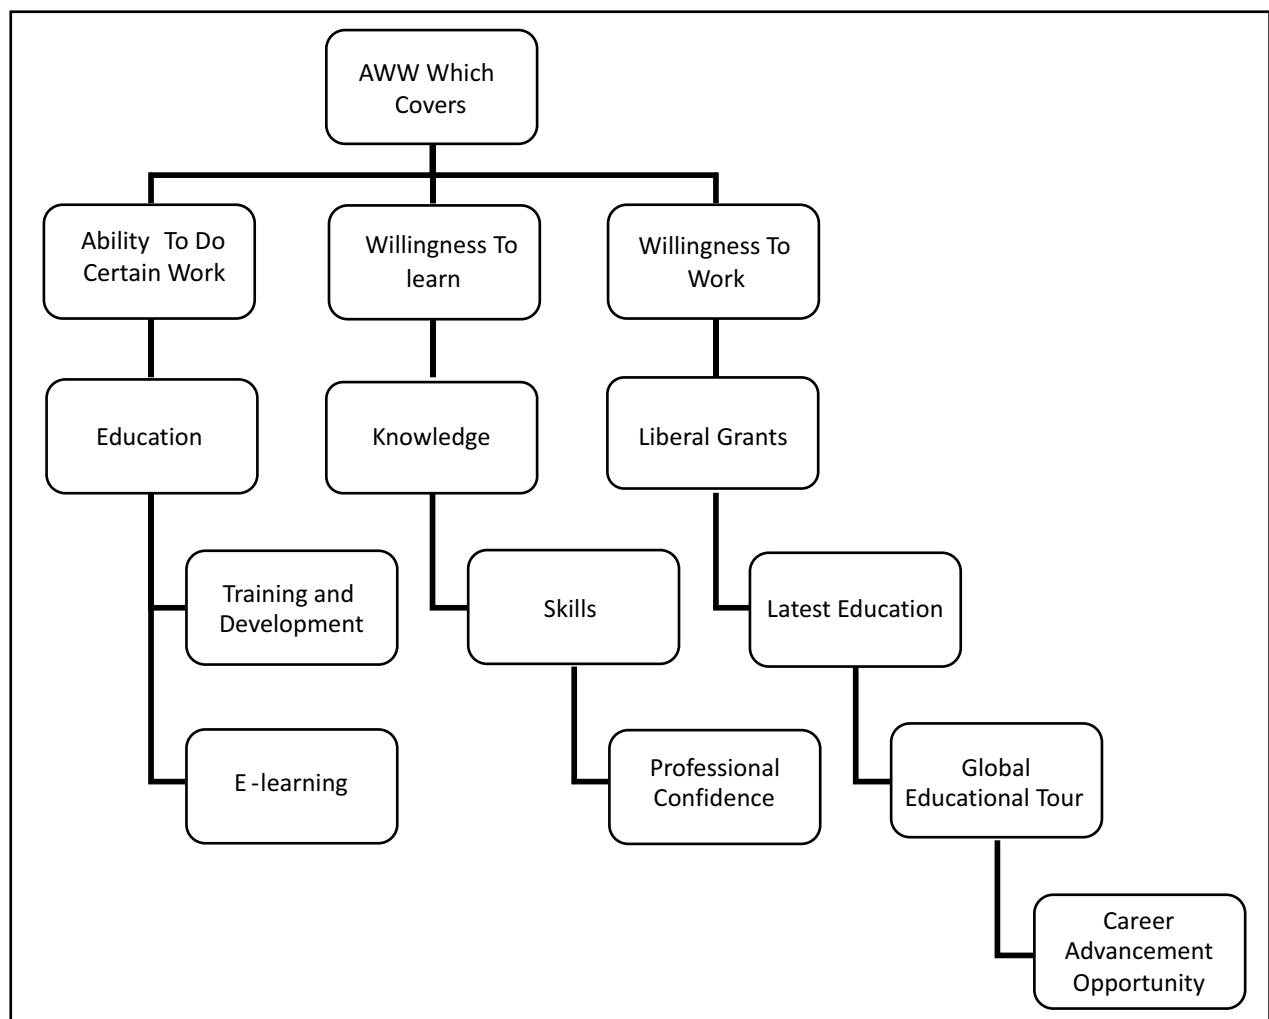 AWW Which
Covers
Ability To Do
Certain Work
Willingness To
learn
Willingness To
Work
Education
Knowledge
Liberal Grants
Training and
Development
Skills
Latest Education
E-learning
Professional
Confidence
Global
Educational Tour
Career
Advancement
Opportunity